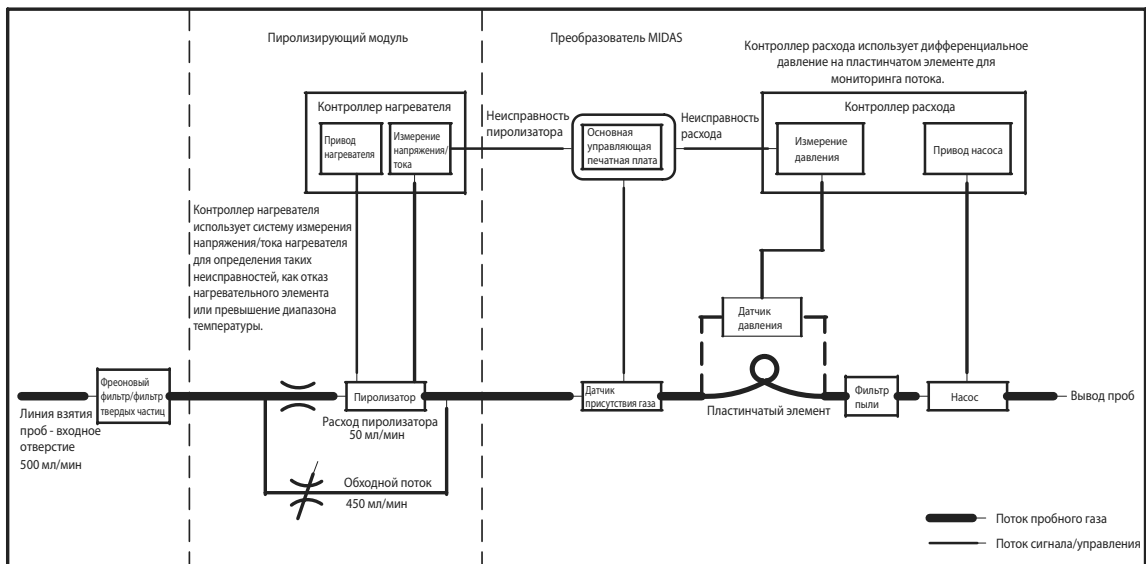 Пиролизирующий модуль
Преобразователь MIDAS
Контроллер расхода использует дифференциальное
давление на пластинчатом элементе для
мониторинга потока.
Контроллер нагревателя
Привод
нагревателя
Измерение
напряжения/
тока
Неисправность
пиролизатора
Основная
управляющая
печатная плата
Неисправность
расхода
Контроллер расхода
Измерение
давления
Привод насоса
Контроллер нагревателя
использует систему измерения
напряжения/тока нагревателя
для определения таких
неисправностей, как отказ
нагревательного элемента
или превышение диапазона
температуры.
Датчик
давления
Фреоновый
фильтр/фильтр
твердых частиц
Линия взятия
проб - входное
отверстие
500 мл/мин
Пиролизатор
Расход пиролизатора
50 мл/мин
Обходной поток
450 мл/мин
Датчик
присутствия газа
Пластинчатый элемент
Фильтр
пыли
Насос
Вывод проб
Поток пробного газа
Поток сигнала/управления